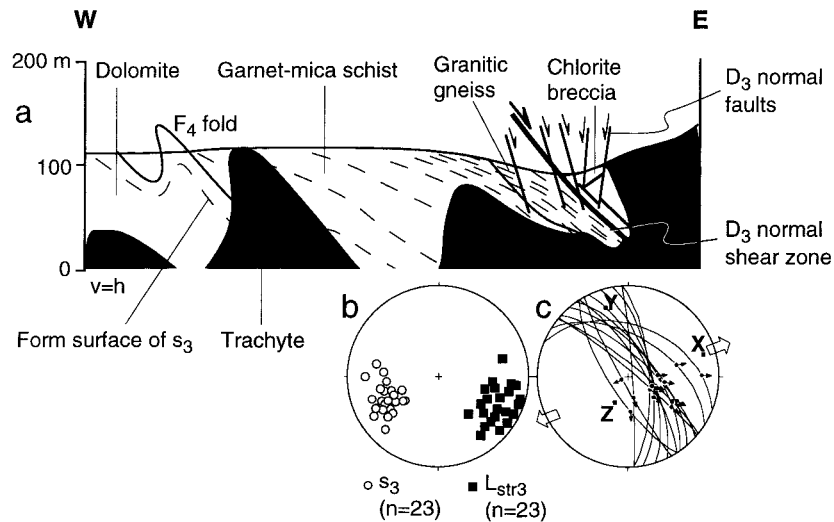 W
E
200 m
100
0
a
Dolomite
Garnet-mica schist
Granitic
gneiss
Chlorite
breccia
D3 normal
faults
F4 fold
D3 normal
shear zone
v=h
Form surface of s3
Trachyte
b
c
Y
X
Z
s3
(n=23)
Lstr3
(n=23)